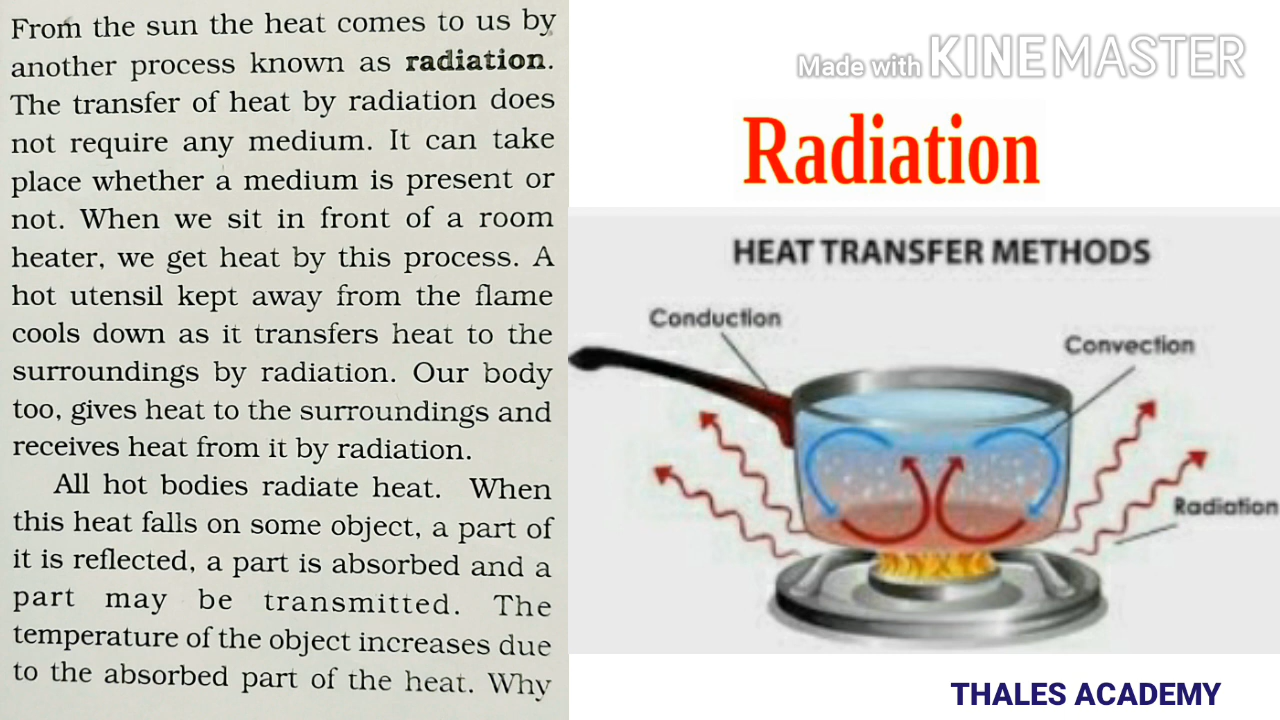 From the sun the heat comes to us by
another process known as radiation.
The transfer of heat by radiation does
not require any medium. It can take
place whether a medium is present or
not. When we sit in front of a room
heater, we get heat by this process. A
hot utensil kept away from the flame
cools down as it transfers heat to the
surroundings by radiation. Our body
too, gives heat to the surroundings and
receives heat from it by radiation.
All hot bodies radiate heat. When
this heat falls on some object, a part of
it is reflected, a part is absorbed and a
part may be transmitted. The
temperature of the object increases due
to the absorbed part of the heat. Why
Made with KINEMASTER
Radiation
HEAT TRANSFER METHODS
Conduction
Convection
Radiation
THALES ACADEMY